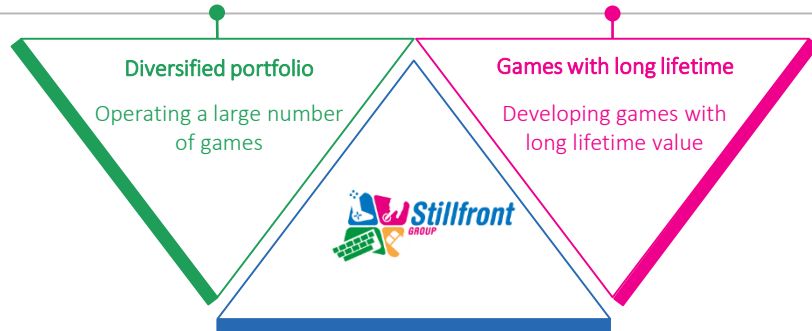 Diversified portfolio
Operating a large number
of games
Games with long lifetime
Developing games with
long lifetime value
Stillfront
GROUP